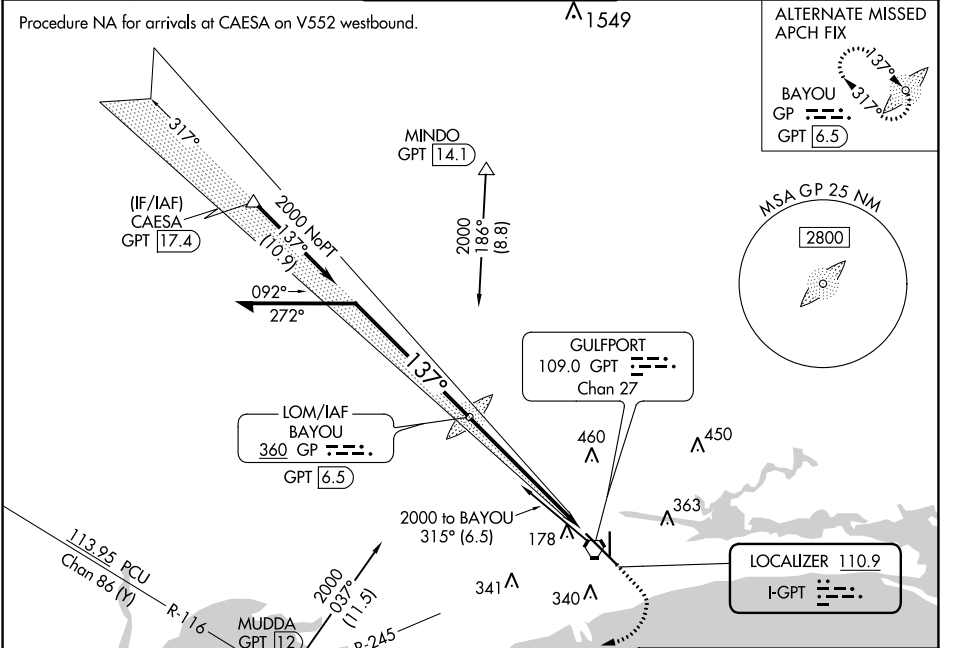 Procedure NA for arrivals at CAESA on V552 westbound.
1549
ALTERNATE MISSED
APCH FIX
137°
317°
BAYOU
GP
GPT 6.5
MINDO
GPT 14.1
2000
186°
(8.8)
MSA GP 25 NM
2800
317°
(IF/IAF)
CAESA
GPT 17.4
2000 NoPT
137°
(10.9)
092°
272°
137°
GULFPORT
109.0 GPT
Chan 27
LOM/IAF
BAYOU
360 GP
GPT 6.5
460
450
363
2000 to BAYOU
315° (6.5)
178
341
340
LOCALIZER 110.9
I-GPT
113.95 PCU
Chan 86 (Y)
R-116
2000
037°
(11.5)
MUDDA
GPT 12
R-245